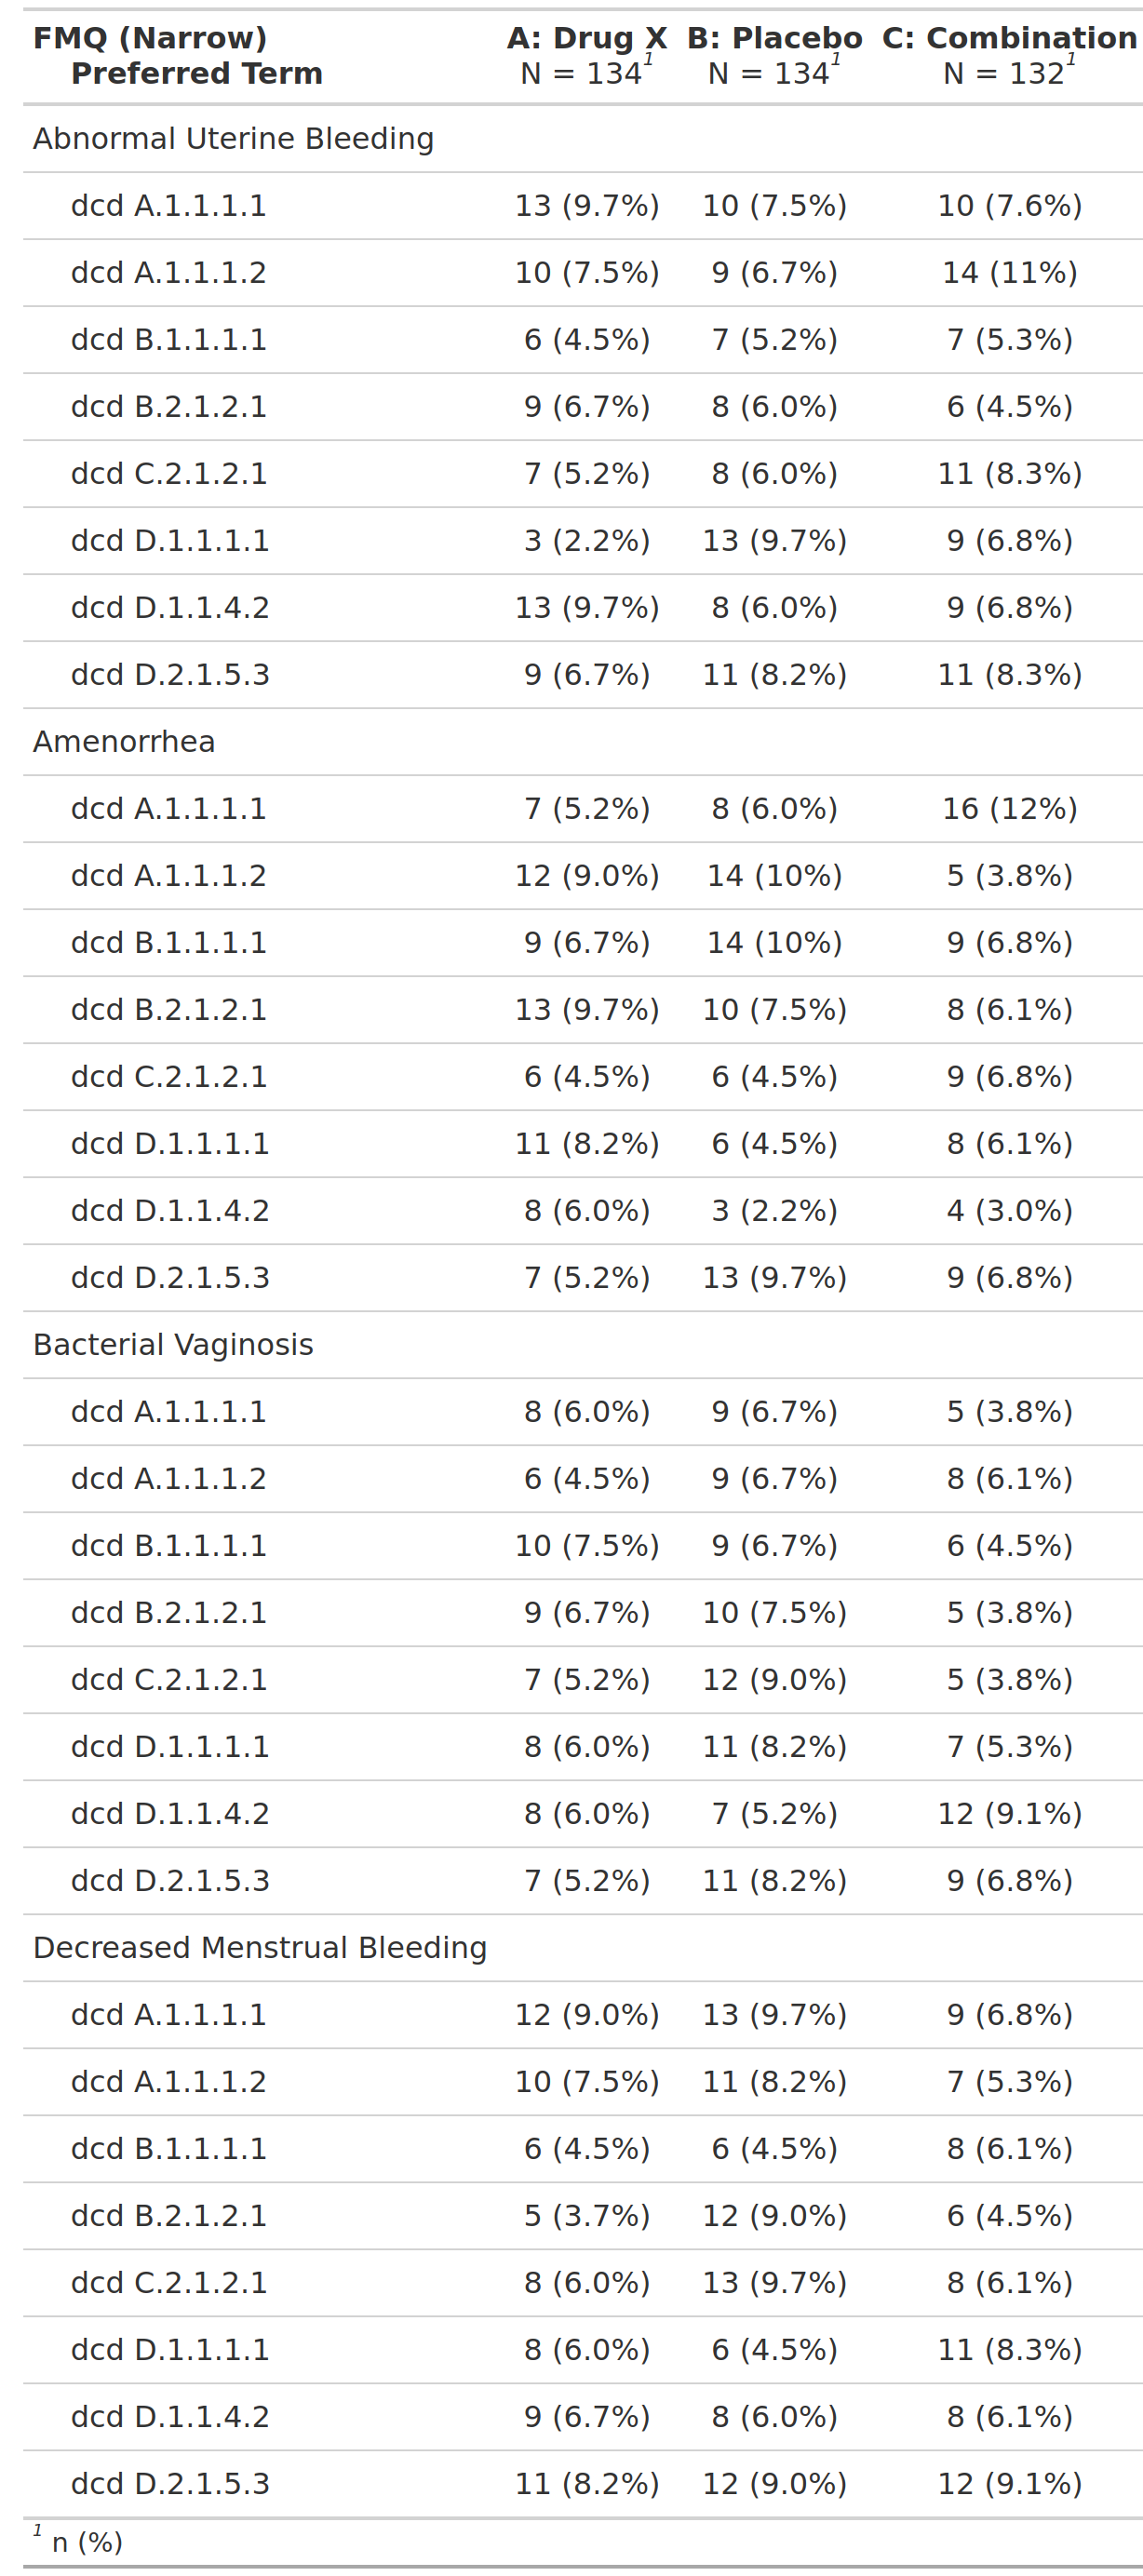 FMQ (Narrow) A: Drug X B: Placebo C: Combination
Preferred Term N = 134¹ N = 134¹ N = 132¹
Abnormal Uterine Bleeding
dcd A.1.1.1.1 13 (9.7%) 10 (7.5%) 10 (7.6%)
dcd A.1.1.1.2 10 (7.5%) 9 (6.7%) 14 (11%)
dcd B.1.1.1.1 6 (4.5%) 7 (5.2%) 7 (5.3%)
dcd B.2.1.2.1 9 (6.7%) 8 (6.0%) 6 (4.5%)
dcd C.2.1.2.1 7 (5.2%) 8 (6.0%) 11 (8.3%)
dcd D.1.1.1.1 3 (2.2%) 13 (9.7%) 9 (6.8%)
dcd D.1.1.4.2 13 (9.7%) 8 (6.0%) 9 (6.8%)
dcd D.2.1.5.3 9 (6.7%) 11 (8.2%) 11 (8.3%)
Amenorrhea
dcd A.1.1.1.1 7 (5.2%) 8 (6.0%) 16 (12%)
dcd A.1.1.1.2 12 (9.0%) 14 (10%) 5 (3.8%)
dcd B.1.1.1.1 9 (6.7%) 14 (10%) 9 (6.8%)
dcd B.2.1.2.1 13 (9.7%) 10 (7.5%) 8 (6.1%)
dcd C.2.1.2.1 6 (4.5%) 6 (4.5%) 9 (6.8%)
dcd D.1.1.1.1 11 (8.2%) 6 (4.5%) 8 (6.1%)
dcd D.1.1.4.2 8 (6.0%) 3 (2.2%) 4 (3.0%)
dcd D.2.1.5.3 7 (5.2%) 13 (9.7%) 9 (6.8%)
Bacterial Vaginosis
dcd A.1.1.1.1 8 (6.0%) 9 (6.7%) 5 (3.8%)
dcd A.1.1.1.2 6 (4.5%) 9 (6.7%) 8 (6.1%)
dcd B.1.1.1.1 10 (7.5%) 9 (6.7%) 6 (4.5%)
dcd B.2.1.2.1 9 (6.7%) 10 (7.5%) 5 (3.8%)
dcd C.2.1.2.1 7 (5.2%) 12 (9.0%) 5 (3.8%)
dcd D.1.1.1.1 8 (6.0%) 11 (8.2%) 7 (5.3%)
dcd D.1.1.4.2 8 (6.0%) 7 (5.2%) 12 (9.1%)
dcd D.2.1.5.3 7 (5.2%) 11 (8.2%) 9 (6.8%)
Decreased Menstrual Bleeding
dcd A.1.1.1.1 12 (9.0%) 13 (9.7%) 9 (6.8%)
dcd A.1.1.1.2 10 (7.5%) 11 (8.2%) 7 (5.3%)
dcd B.1.1.1.1 6 (4.5%) 6 (4.5%) 8 (6.1%)
dcd B.2.1.2.1 5 (3.7%) 12 (9.0%) 6 (4.5%)
dcd C.2.1.2.1 8 (6.0%) 13 (9.7%) 8 (6.1%)
dcd D.1.1.1.1 8 (6.0%) 6 (4.5%) 11 (8.3%)
dcd D.1.1.4.2 9 (6.7%) 8 (6.0%) 8 (6.1%)
dcd D.2.1.5.3 11 (8.2%) 12 (9.0%) 12 (9.1%)
¹ n (%)